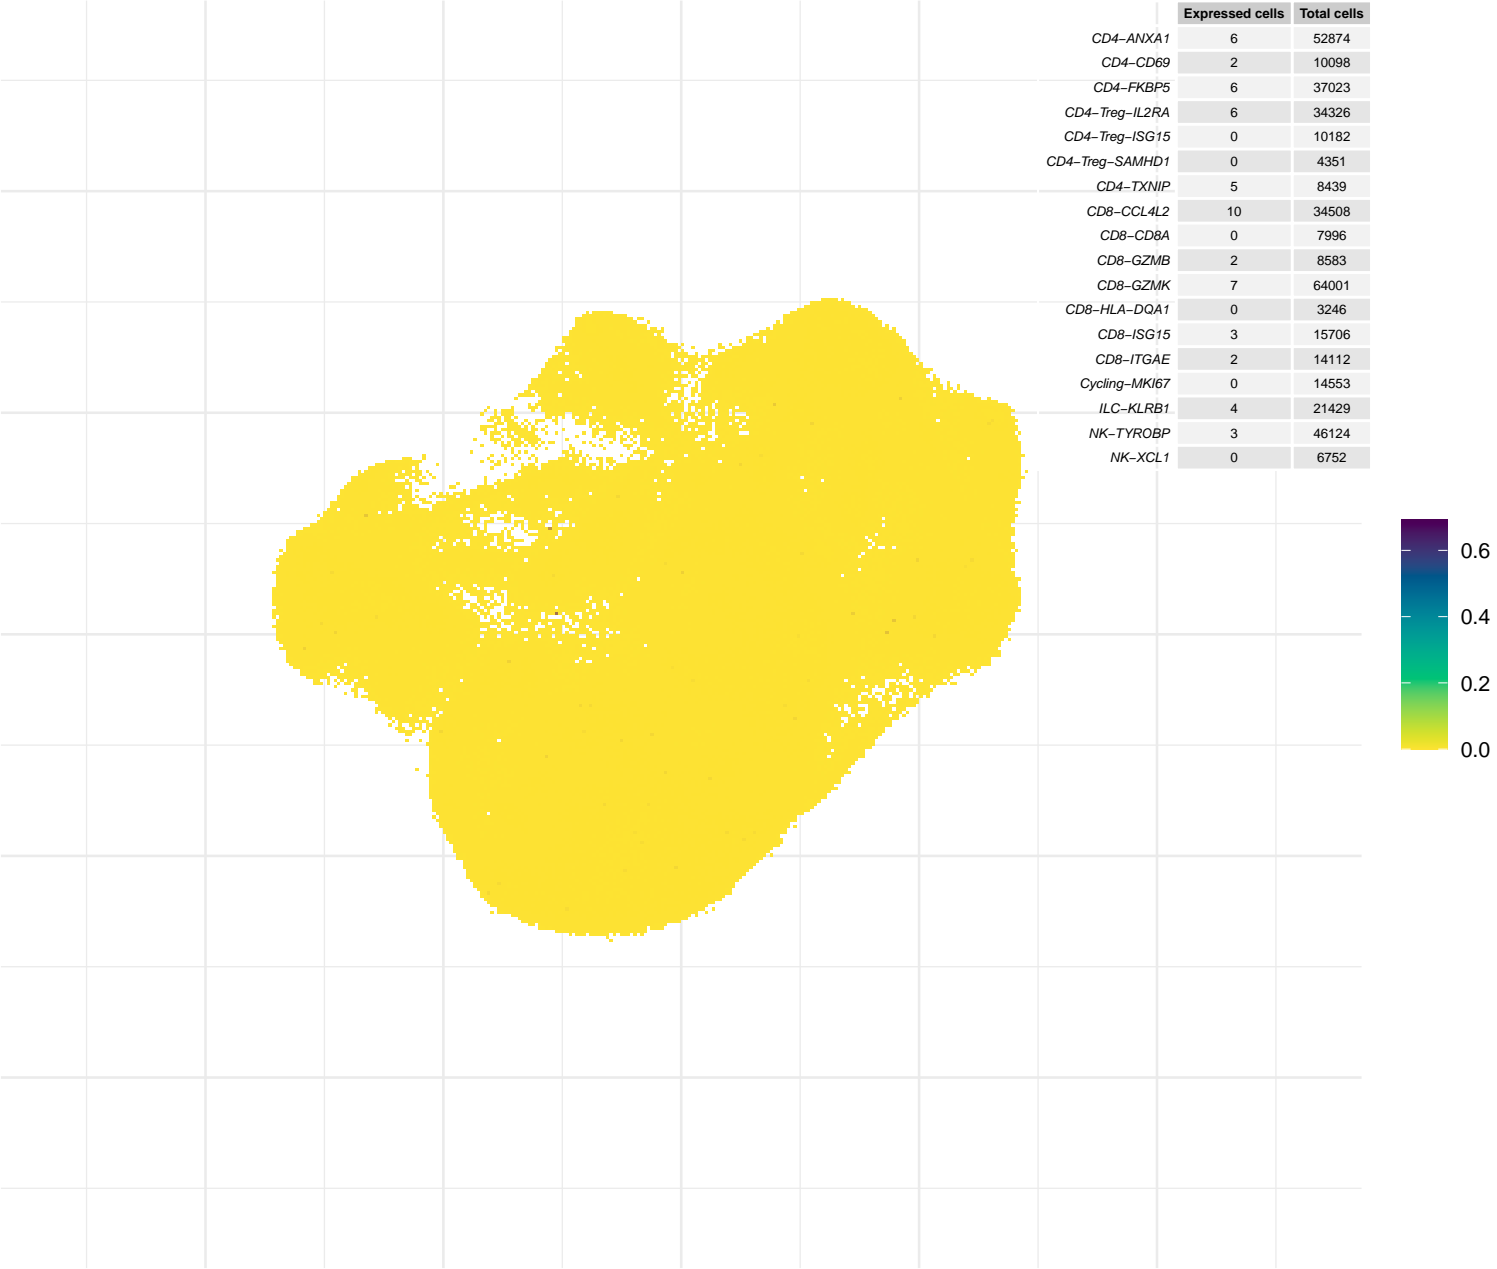 Expressed cells Total cells
CD4−ANXA1 6 52874
CD4−CD69 2 10098
CD4−FKBP5 6 37023
CD4−Treg−IL2RA 6 34326
CD4−Treg−ISG15 0 10182
CD4−Treg−SAMHD1 0 4351
CD4−TXNIP 5 8439
CD8−CCL4L2 10 34508
CD8−CD8A 0 7996
CD8−GZMB 2 8583
CD8−GZMK 7 64001
CD8−HLA−DQA1 0 3246
CD8−ISG15 3 15706
CD8−ITGAE 2 14112
Cycling−MKI67 0 14553
ILC−KLRB1 4 21429
NK−TYROBP 3 46124
NK−XCL1 0 6752
0.6
0.4
0.2
0.0